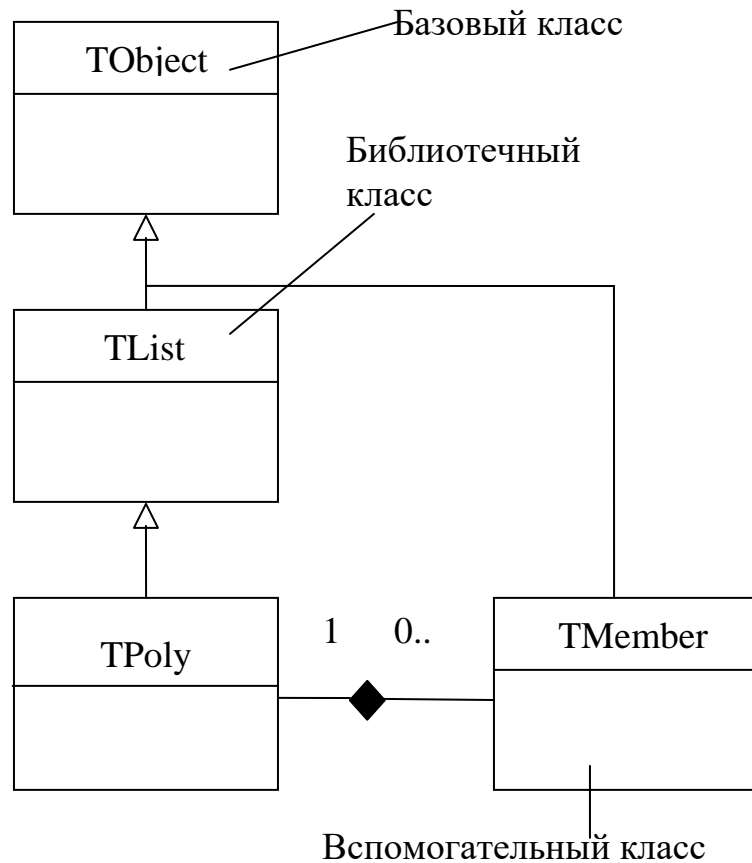 Базовый класс
TObject
Библиотечный
класс
TList
1 0..
TMember
TPoly
Вспомогательный класс